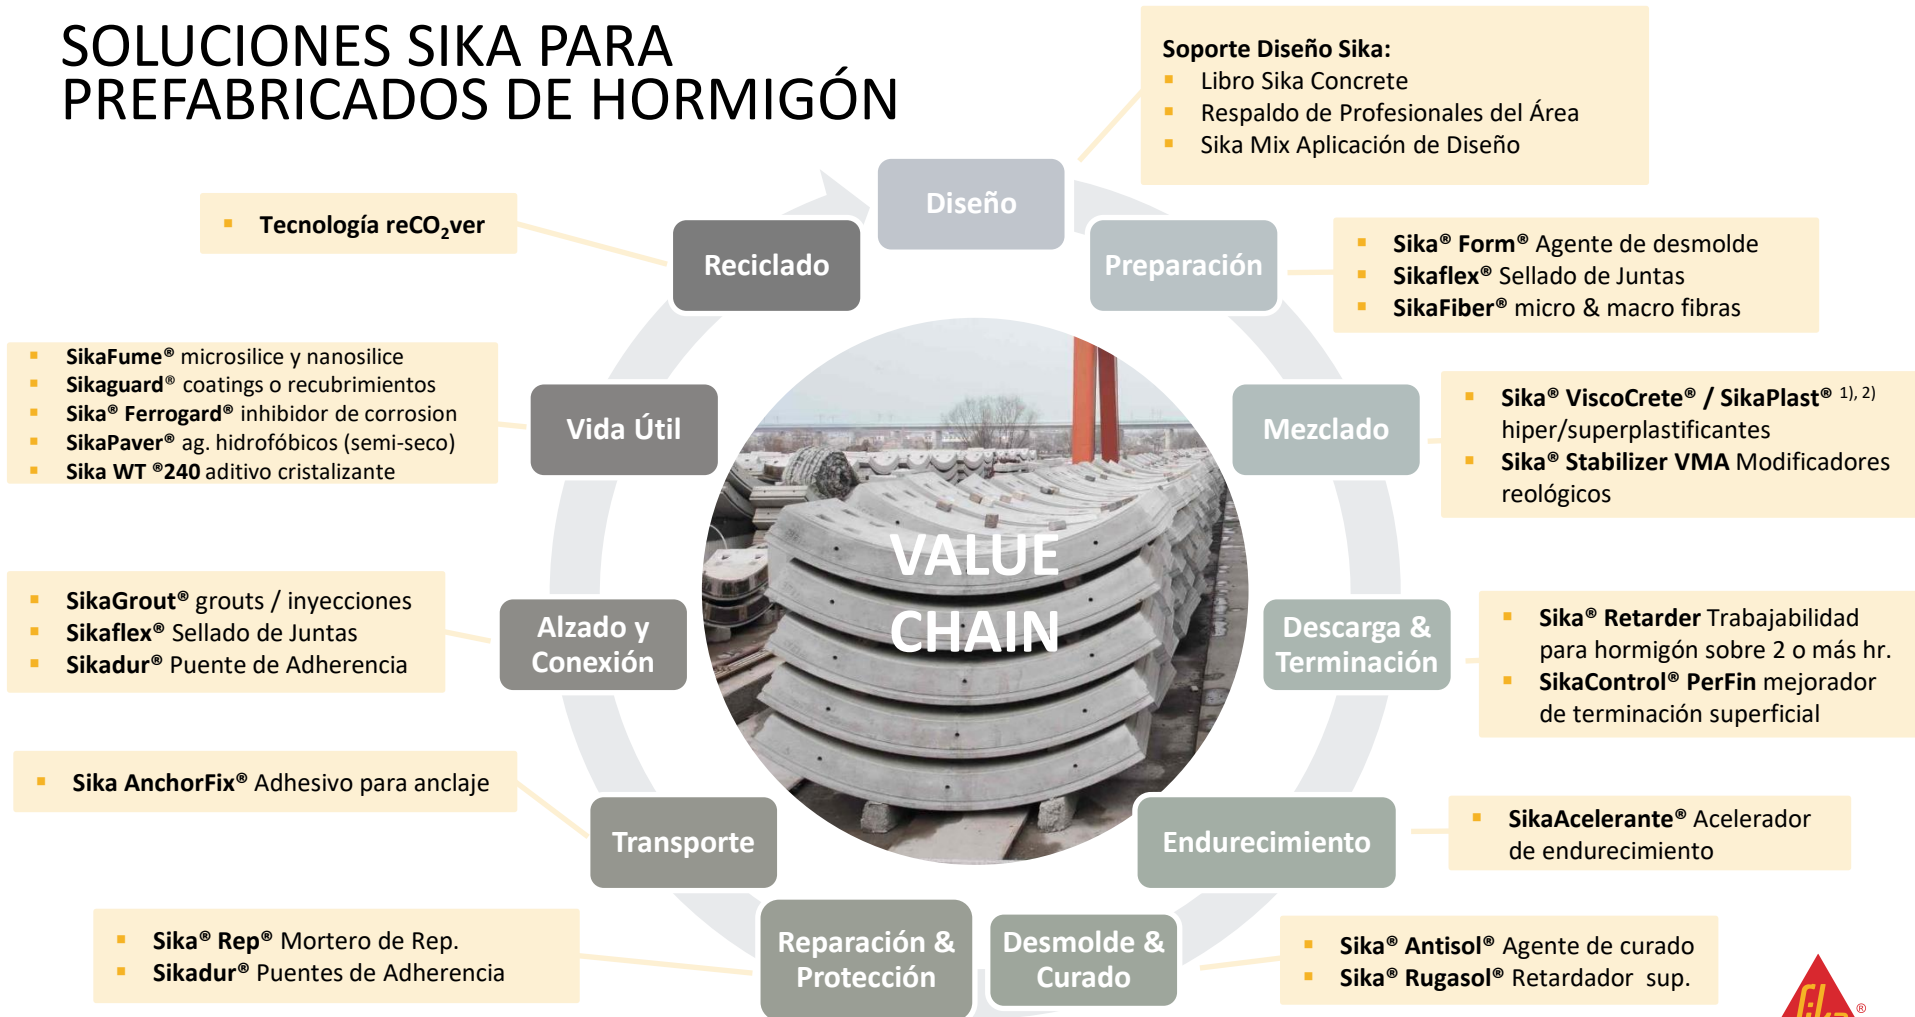 SOLUCIONES SIKA PARA
PREFABRICADOS DE HORMIGÓN
Soporte Diseño Sika:
▪ Libro Sika Concrete
▪ Respaldo de Profesionales del Área
▪ Sika Mix Aplicación de Diseño
Diseño
Preparación
▪ Sika® Form® Agente de desmolde
▪ Sikaflex® Sellado de Juntas
▪ SikaFiber® micro & macro fibras
Mezclado
▪ Sika® ViscoCrete® / SikaPlast® 1), 2)
hiper/superplastificantes
▪ Sika® Stabilizer VMA Modificadores
reológicos
Descarga &
Terminación
▪ Sika® Retarder Trabajabilidad
para hormigón sobre 2 o más hr.
▪ SikaControl® PerFin mejorador
de terminación superficial
Endurecimiento
▪ SikaAcelerante® Acelerador
de endurecimiento
Desmolde &
Curado
▪ Sika® Antisol® Agente de curado
▪ Sika® Rugasol® Retardador sup.
Reparación &
Protección
▪ Sika® Rep® Mortero de Rep.
▪ Sikadur® Puentes de Adherencia
Transporte
▪ Sika AnchorFix® Adhesivo para anclaje
Alzado y
Conexión
▪ SikaGrout® grouts / inyecciones
▪ Sikaflex® Sellado de Juntas
▪ Sikadur® Puente de Adherencia
Vida Útil
▪ SikaFume® microsilice y nanosilice
▪ Sikaguard® coatings o recubrimientos
▪ Sika® Ferrogard® inhibidor de corrosion
▪ SikaPaver® ag. hidrofóbicos (semi-seco)
▪ Sika WT ®240 aditivo cristalizante
Reciclado
▪ Tecnología reCO₂ver
VALUE
CHAIN
Sika®